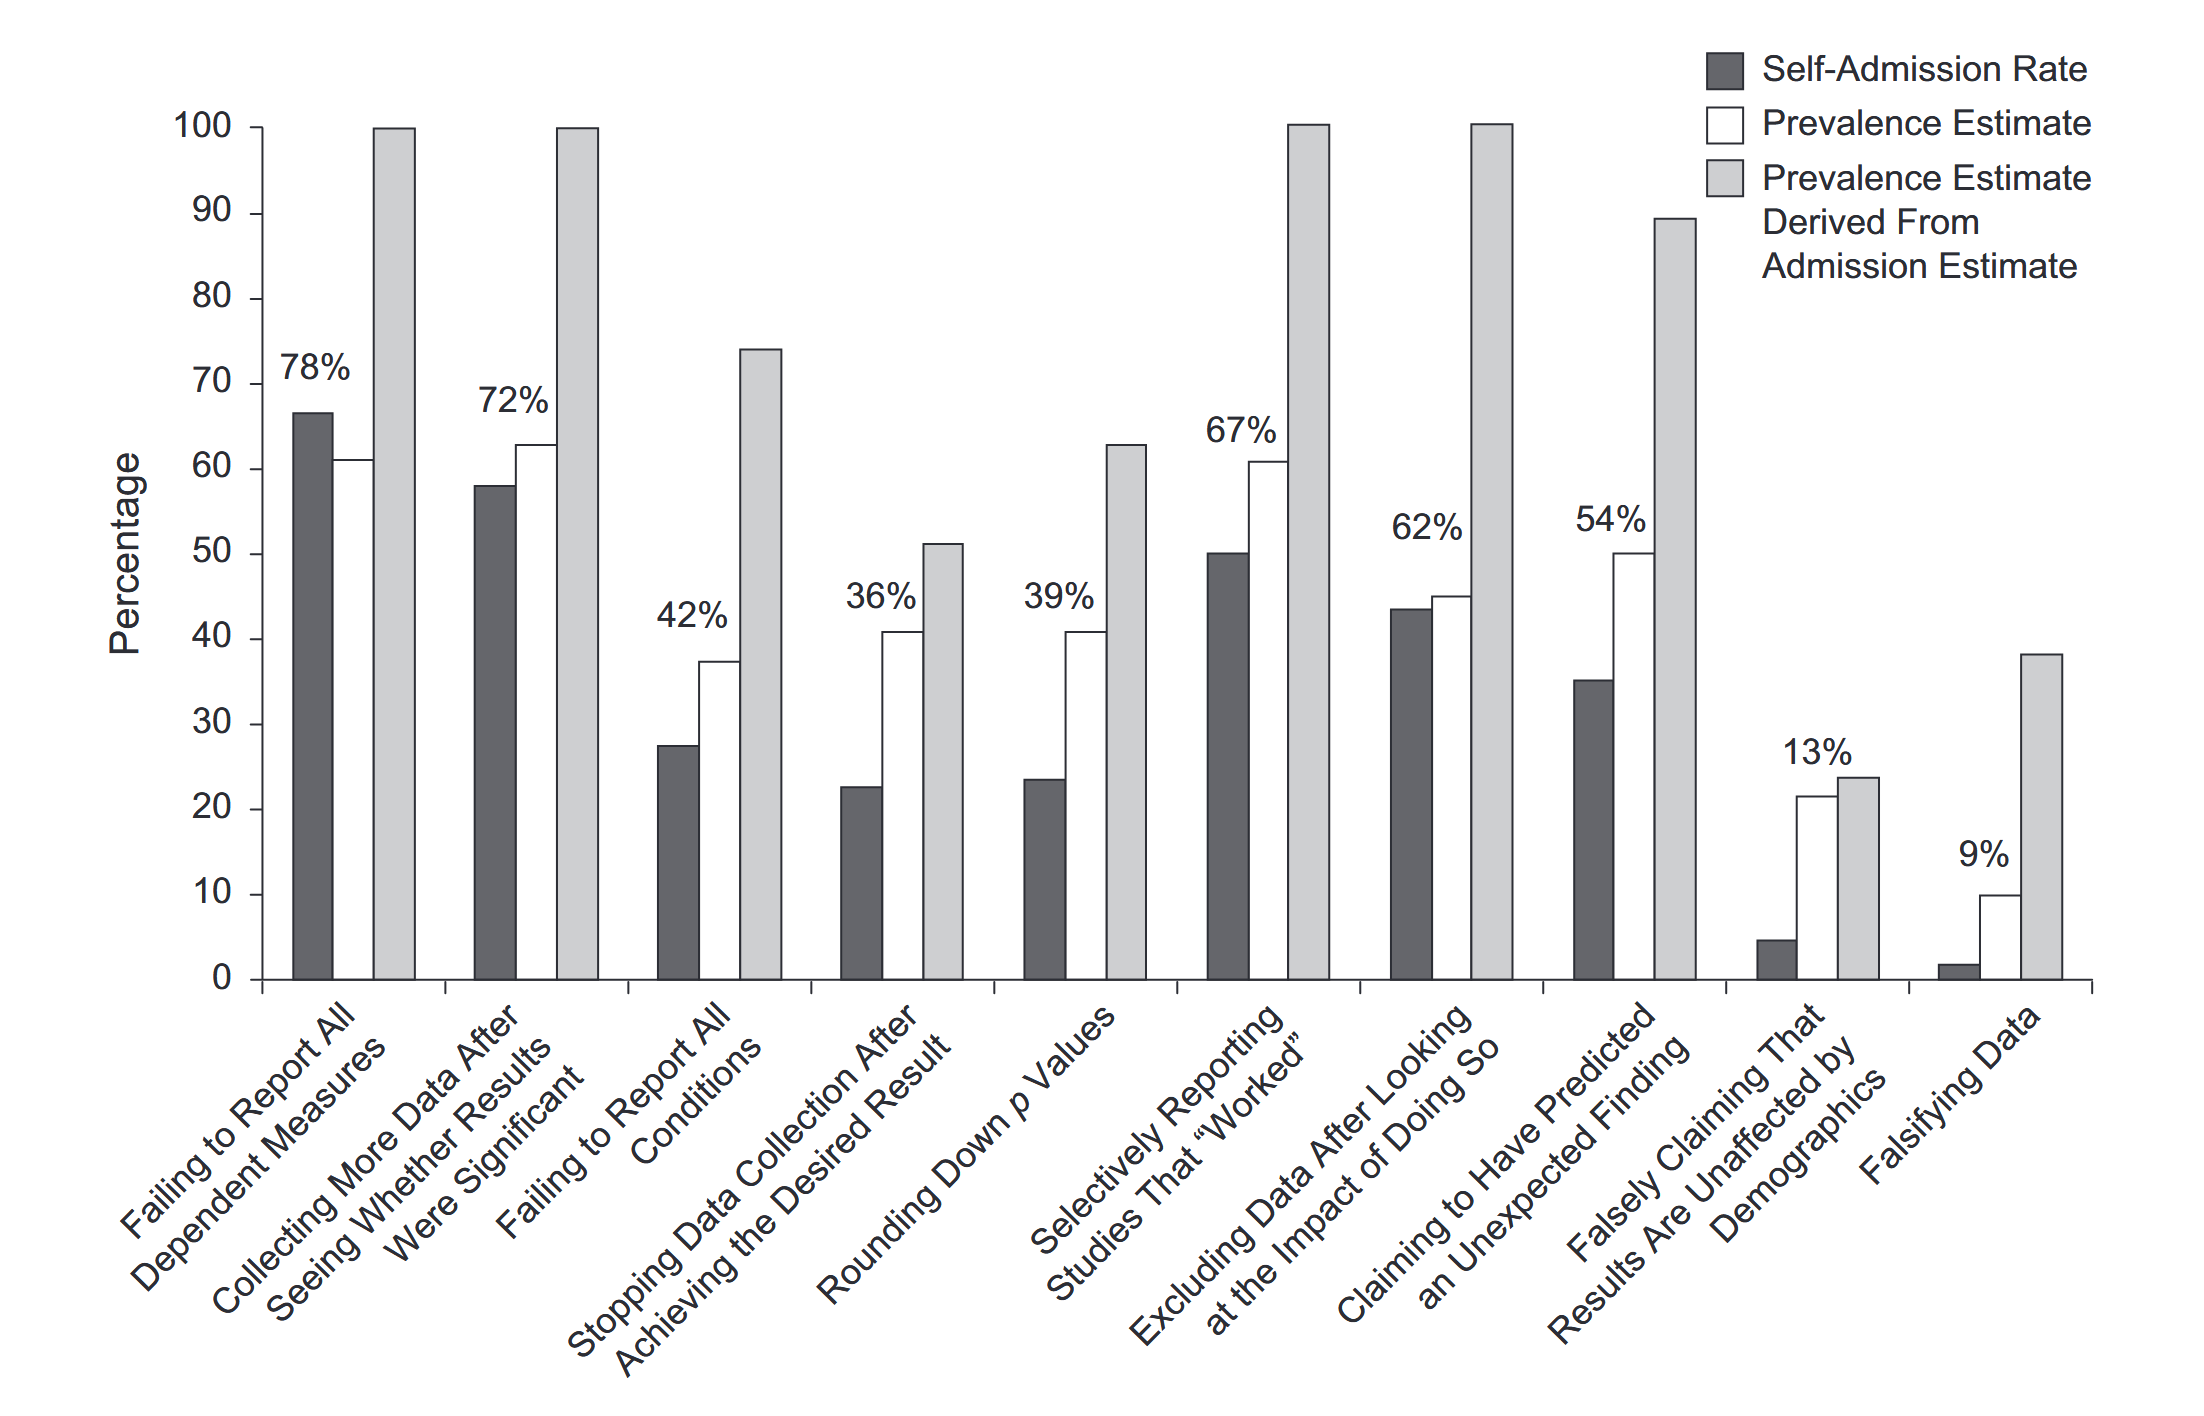 Self-Admission Rate
Prevalence Estimate
Prevalence Estimate
Derived From
Admission Estimate
Percentage
100
90
80
70
60
50
40
30
20
10
0
78%
72%
42%
36%
39%
67%
62%
54%
13%
9%
Failing to Report All
Dependent Measures
Collecting More Data After
Seeing Whether Results
Were Significant
Failing to Report All
Conditions
Stopping Data Collection After
Achieving the Desired Result
Rounding Down p Values
Selectively Reporting
Studies That “Worked”
Excluding Data After Looking
at the Impact of Doing So
Claiming to Have Predicted
an Unexpected Finding
Falsely Claiming That
Results Are Unaffected by
Demographics
Falsifying Data